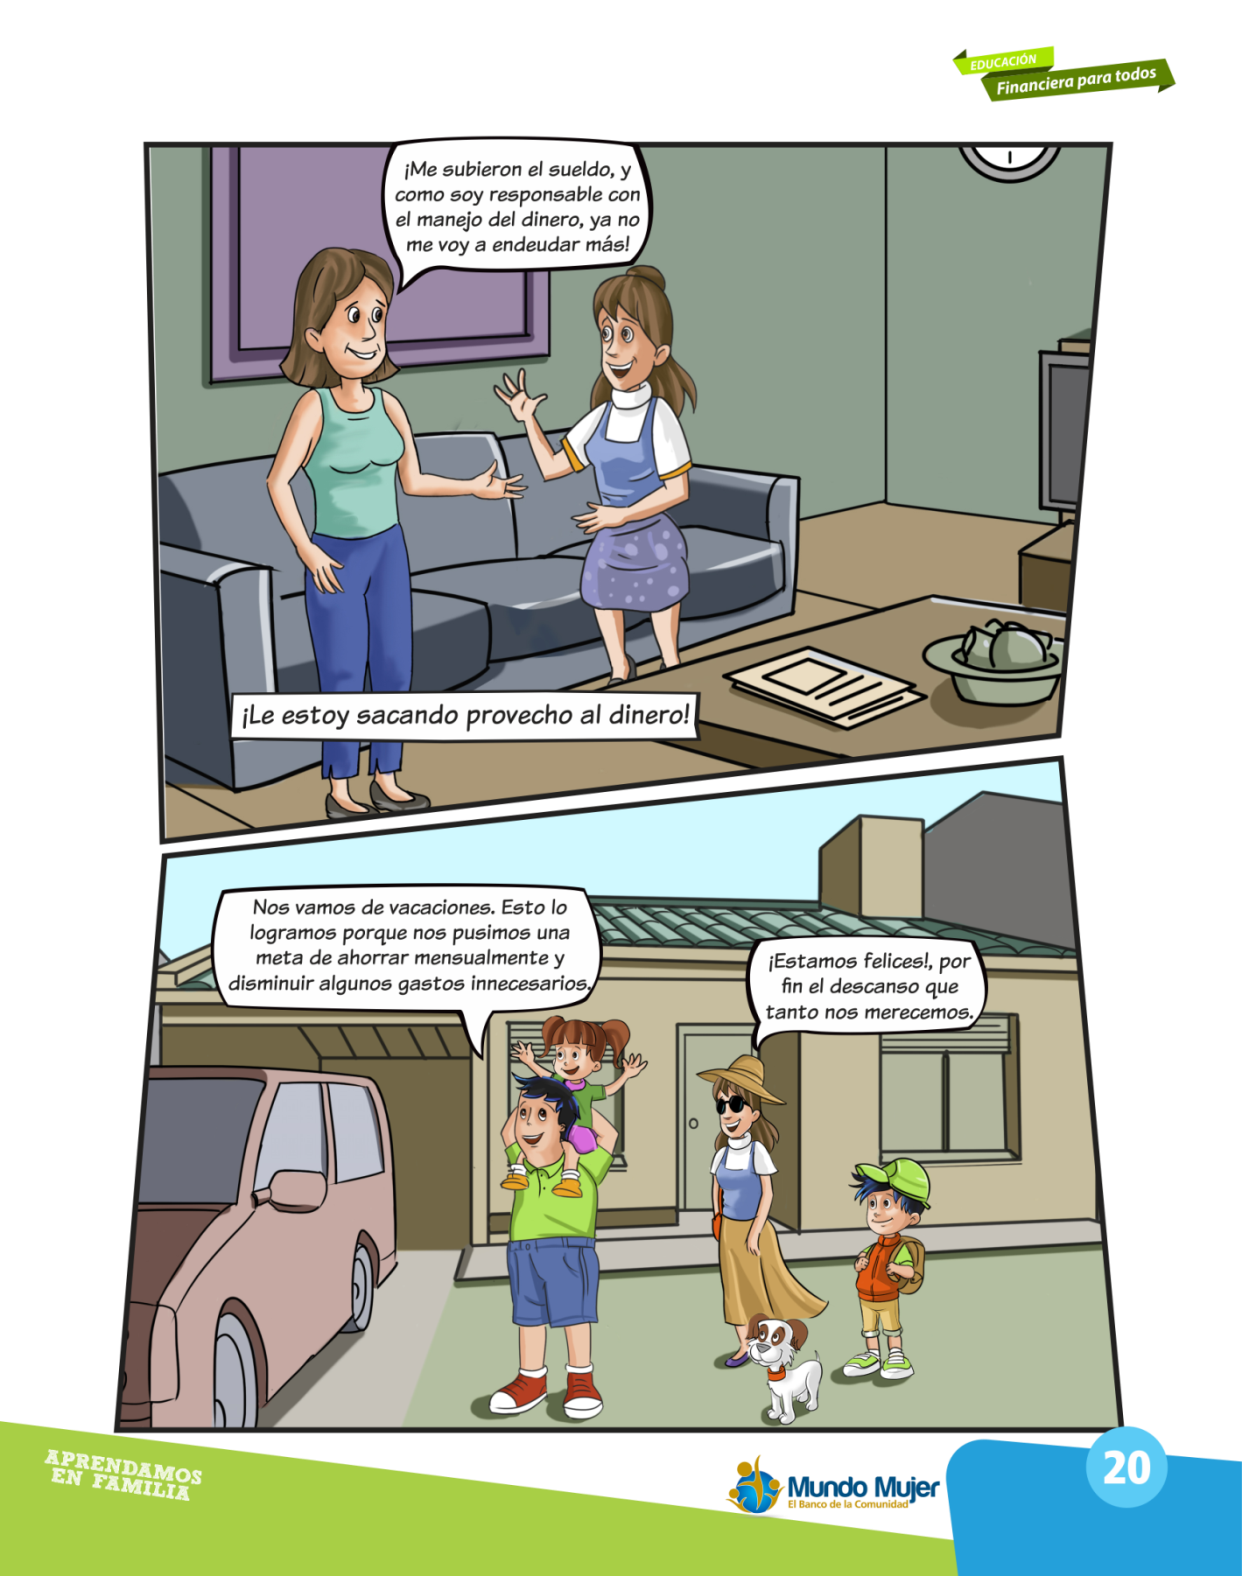 EDUCACIÓN
Financiera para todos
¡Me subieron el sueldo, y
como soy responsable con
el manejo del dinero, ya no
me voy a endeudar más!
¡Le estoy sacando provecho al dinero!
Nos vamos de vacaciones. Esto lo
logramos porque nos pusimos una
meta de ahorrar mensualmente y
disminuir algunos gastos innecesarios.
¡Estamos felices!, por
fin el descanso que
tanto nos merecemos.
APRENDAMOS
EN FAMILIA
Mundo Mujer
El Banco de la Comunidad
20